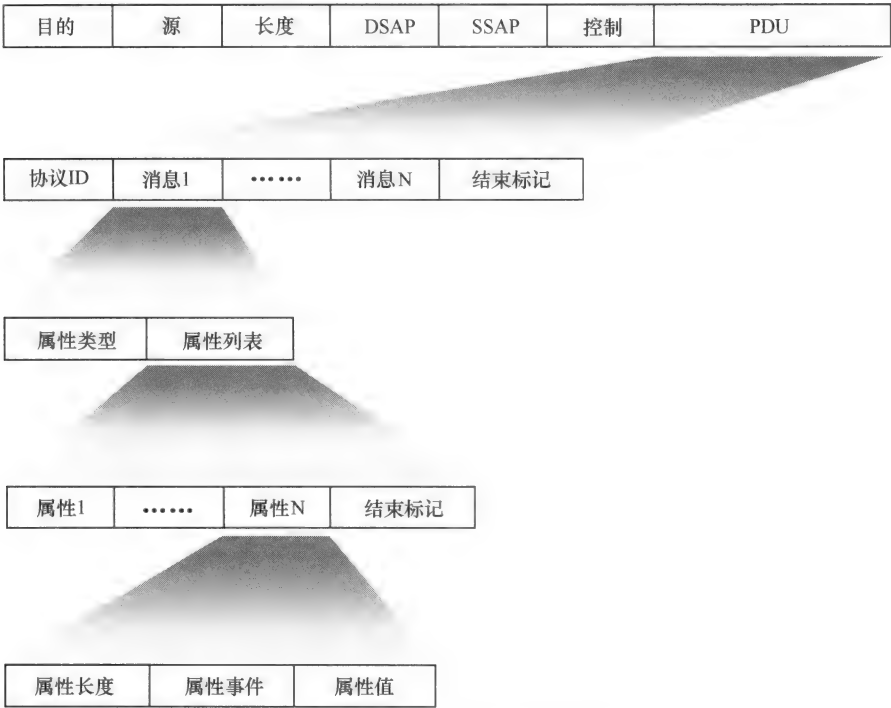 目的 源 长度 DSAP SSAP 控制 PDU
协议ID 消息1 …… 消息N 结束标记
属性类型 属性列表
属性1 …… 属性N 结束标记
属性长度 属性事件 属性值